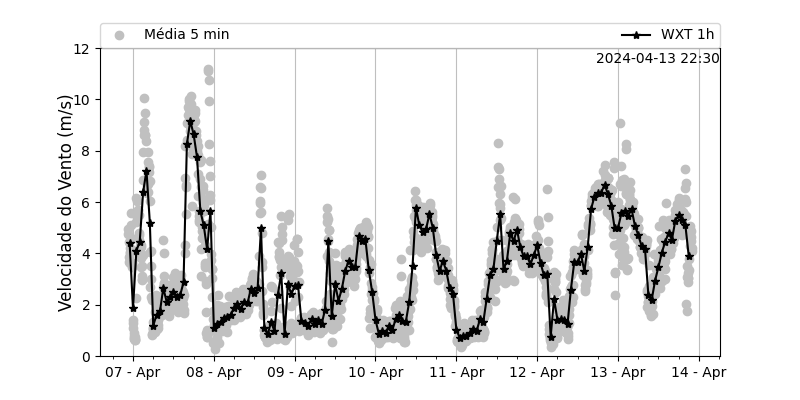 Média 5 min
WXT 1h
2024-04-13 22:30
Velocidade do Vento (m/s)
12
10
8
6
4
2
0
07 - Apr
08 - Apr
09 - Apr
10 - Apr
11 - Apr
12 - Apr
13 - Apr
14 - Apr